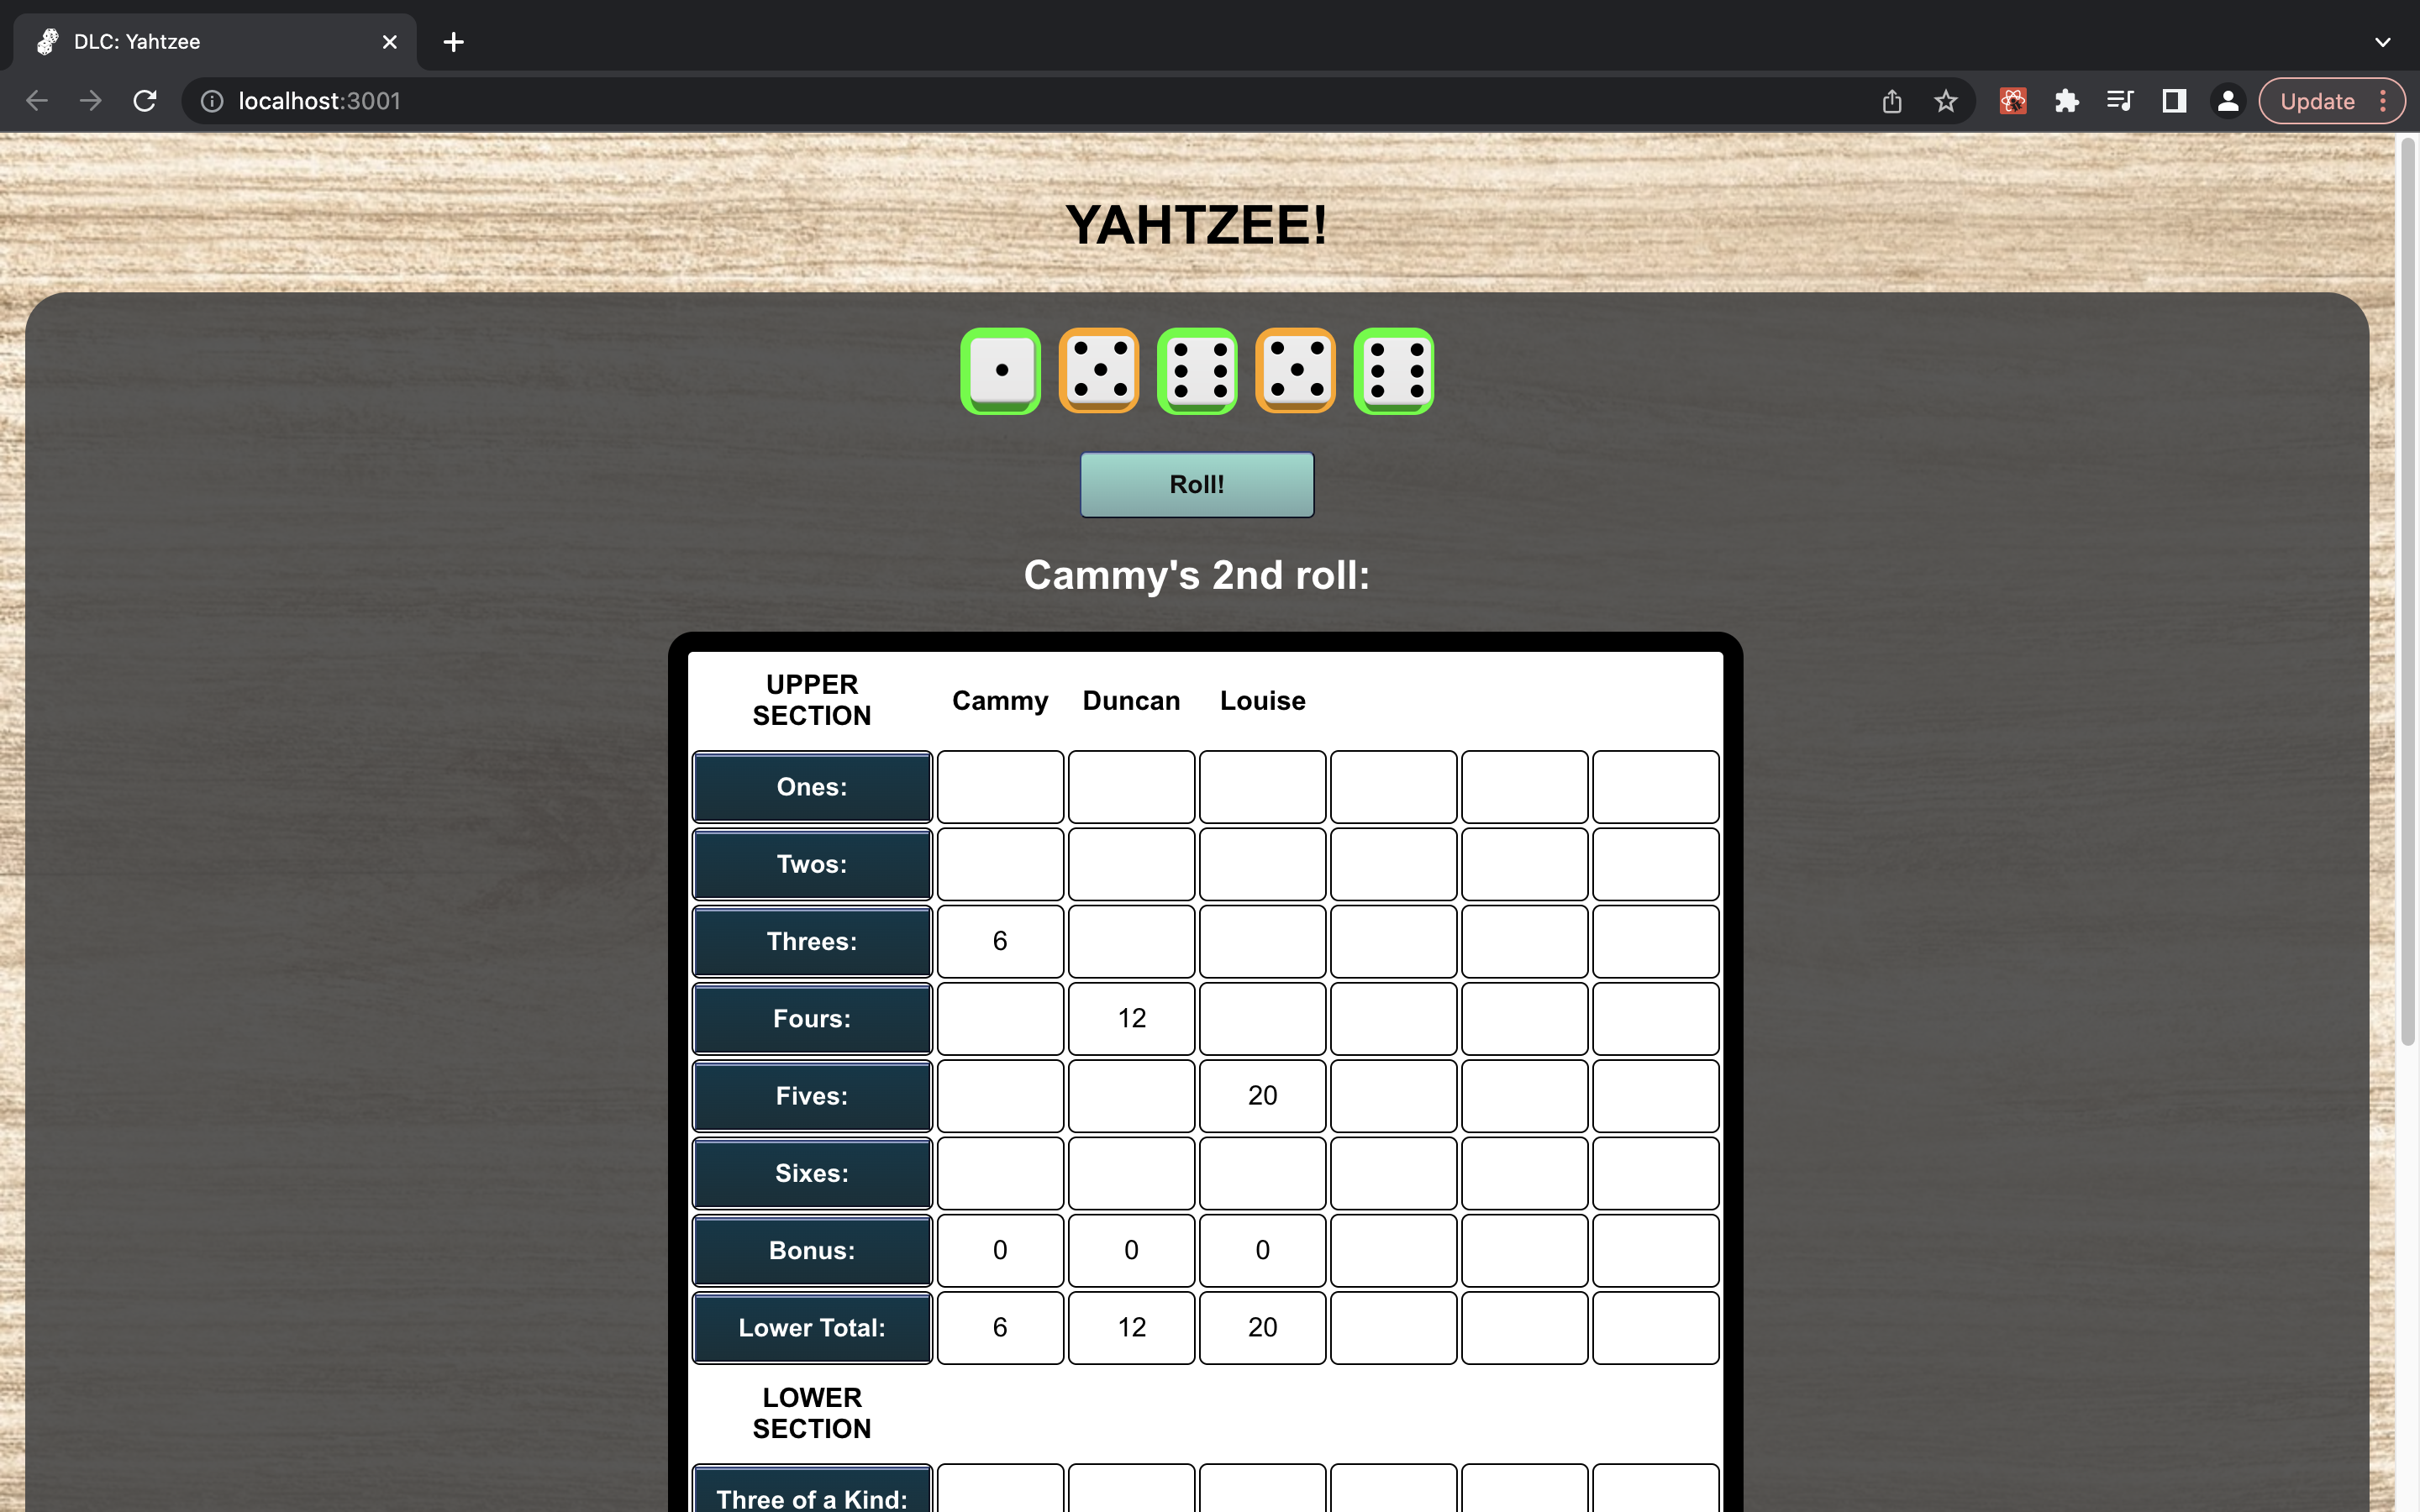 DLC: Yahtzee
localhost:3001
Update
YAHTZEE!
Roll!
Cammy's 2nd roll:
UPPER
SECTION
Cammy Duncan Louise
Ones:
Twos:
Threes: 6
Fours: 12
Fives: 20
Sixes:
Bonus: 0 0 0
Lower Total: 6 12 20
LOWER
SECTION
Three of a Kind: